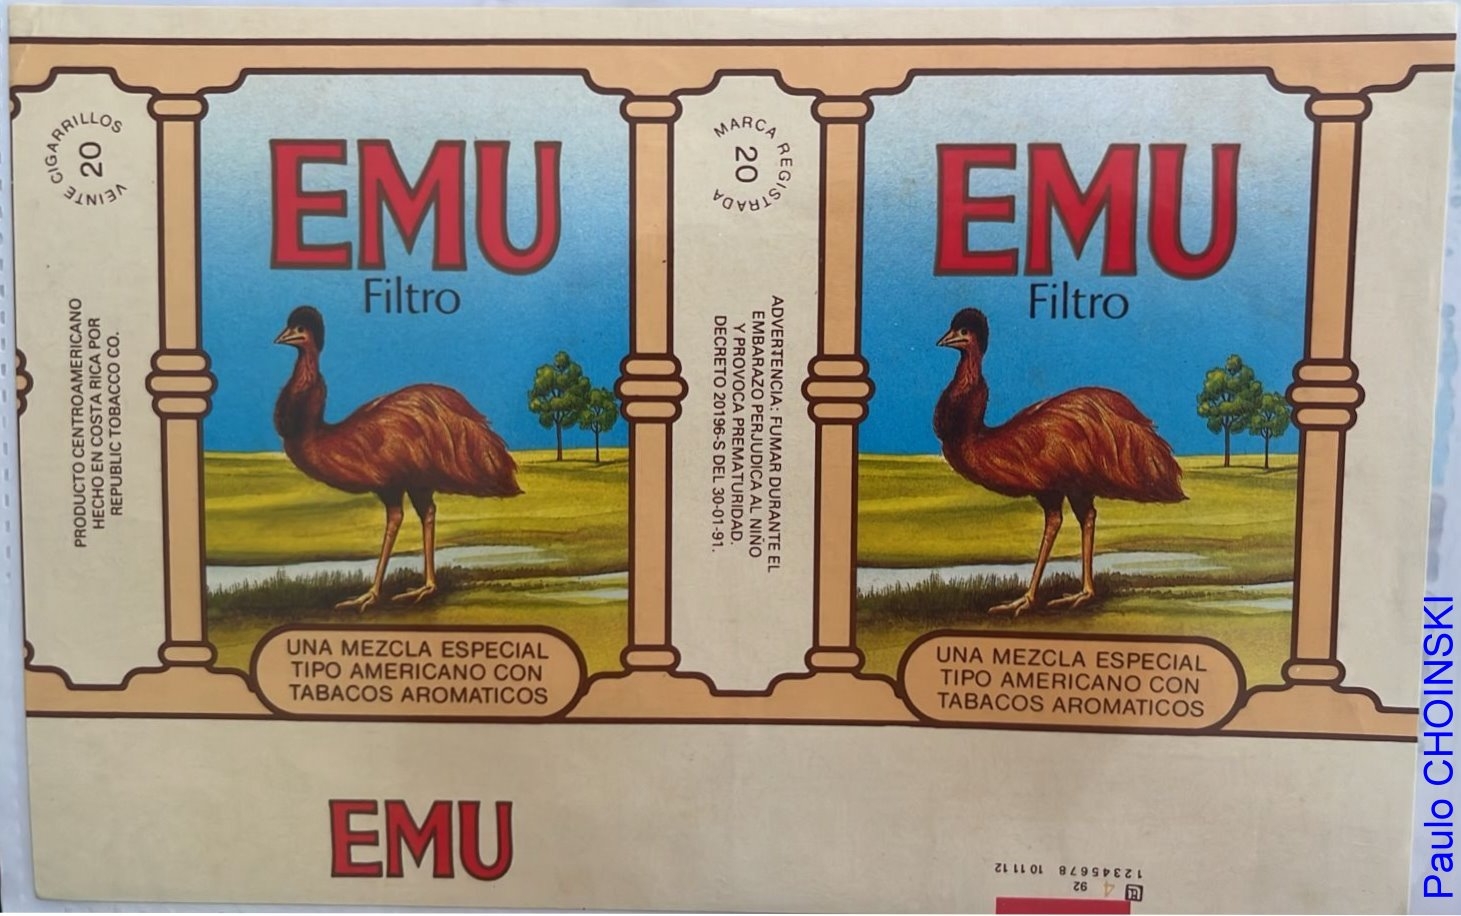 VEINTE CIGARRILLOS
20
PRODUCTO CENTROAMERICANO
HECHO EN COSTA RICA POR
REPUBLIC TOBACCO CO.
EMU
Filtro
UNA MEZCLA ESPECIAL
TIPO AMERICANO CON
TABACOS AROMATICOS
MARCA REGISTRADA
20
ADVERTENCIA: FUMAR DURANTE EL
EMBARAZO PERJUDICA AL NIÑO
Y PROVOCA PREMATURIDAD.
DECRETO 20196-S DEL 30-01-91.
EMU
Filtro
UNA MEZCLA ESPECIAL
TIPO AMERICANO CON
TABACOS AROMATICOS
EMU
4
92
12345678 10 11 12
Paulo CHOINSKI